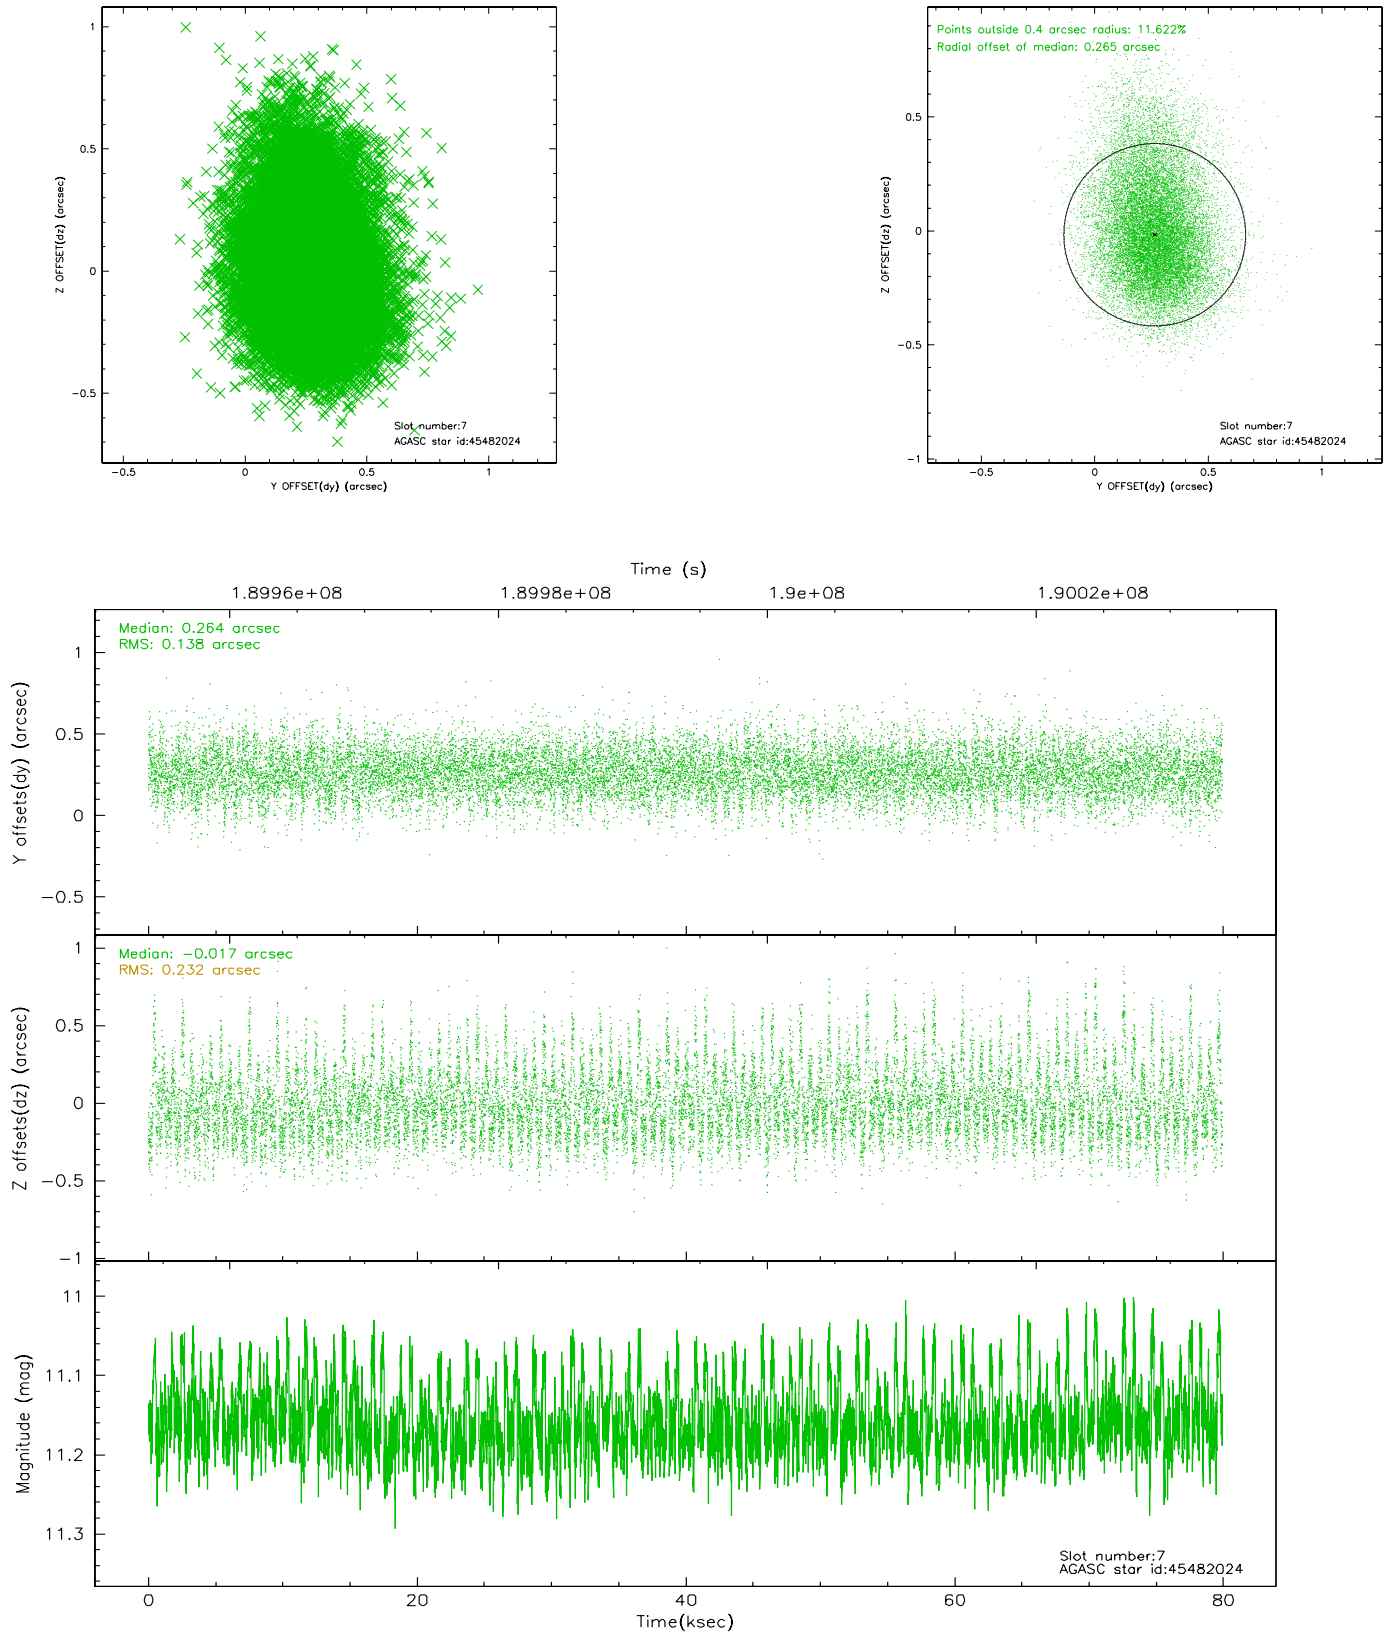 1
0.5
0
−0.5
Z OFFSET(dz) (arcsec)
Slot number:7
AGASC star id:45482024
−0.5 0 0.5 1
Y OFFSET(dy) (arcsec)
Points outside 0.4 arcsec radius: 11.622%
Radial offset of median: 0.265 arcsec
0.5
0
−0.5
−1
Z OFFSET(dz) (arcsec)
Slot number:7
AGASC star id:45482024
−0.5 0 0.5 1
Y OFFSET(dy) (arcsec)
Time (s)
1.8996e+08 1.8998e+08 1.9e+08 1.9002e+08
Median: 0.264 arcsec
RMS: 0.138 arcsec
1
0.5
0
−0.5
Y offsets(dy) (arcsec)
Median: −0.017 arcsec
RMS: 0.232 arcsec
1
0.5
0
−0.5
−1
Z offsets(dz) (arcsec)
11
11.1
11.2
11.3
Magnitude (mag)
Slot number:7
AGASC star id:45482024
0 20 40 60 80
Time(ksec)